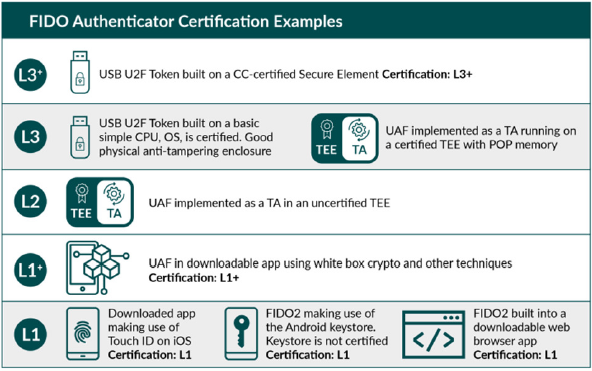 FIDO Authenticator Certification Examples
L3+
USB U2F Token built on a CC-certified Secure Element Certification: L3+
L3
USB U2F Token built on a basic
simple CPU, OS, is certified. Good
physical anti-tampering enclosure
TEE TA
UAF implemented as a TA running on
a certified TEE with POP memory
L2
TEE TA
UAF implemented as a TA in an uncertified TEE
L1+
UAF in downloadable app using white box crypto and other techniques
Certification: L1+
L1
Downloaded app
making use of
Touch ID on iOS
Certification: L1
FIDO2 making use of
the Android keystore.
Keystore is not certified
Certification: L1
</>
FIDO2 built into a
downloadable web
browser app
Certification: L1